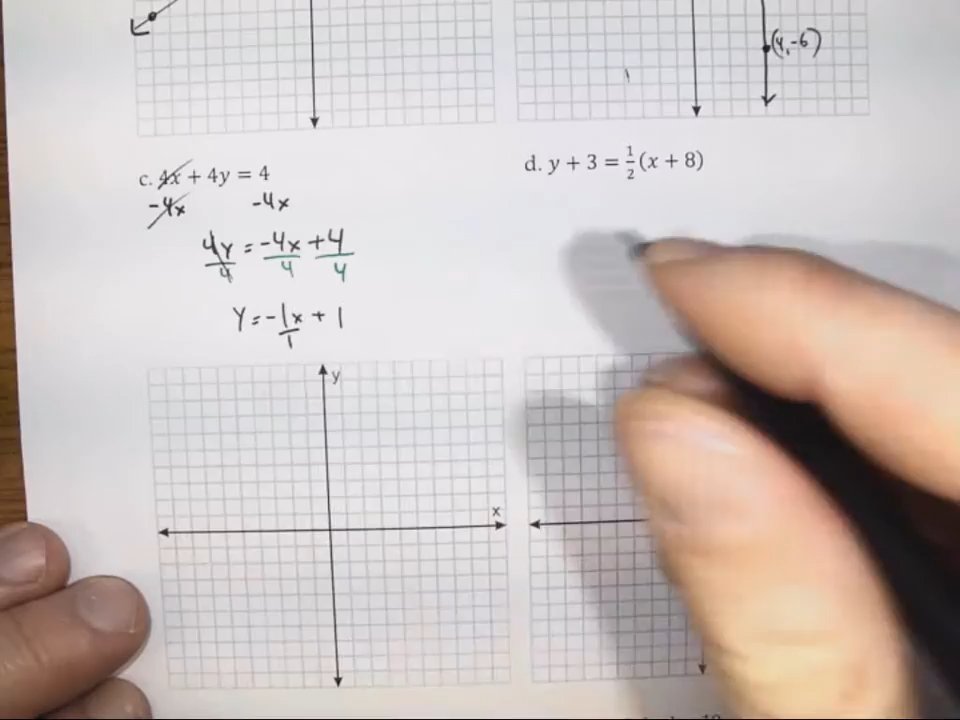 (4,-6)
c. 4x + 4y = 4
-4x -4x
4y = -4x +4
4 4 4
y = -1x + 1
1
d. y + 3 = 1/2 (x + 8)
y
x